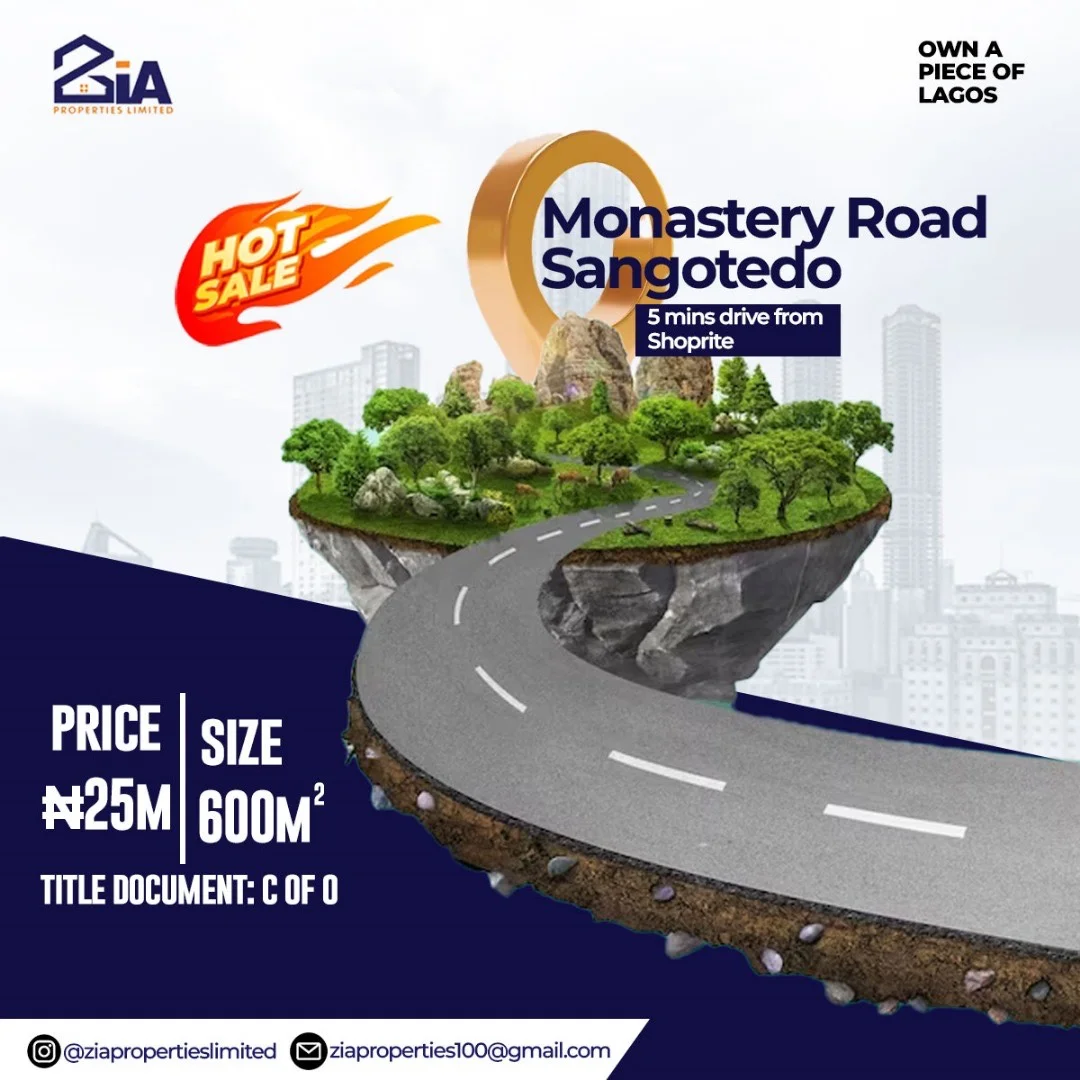 ZiA
PROPERTIES LIMITED
OWN A
PIECE OF
LAGOS
HOT
SALE
Monastery Road
Sangotedo
5 mins drive from
Shoprite
PRICE
₦25M
SIZE
600M²
TITLE DOCUMENT: C OF O
@ziapropertieslimited
ziaproperties100@gmail.com